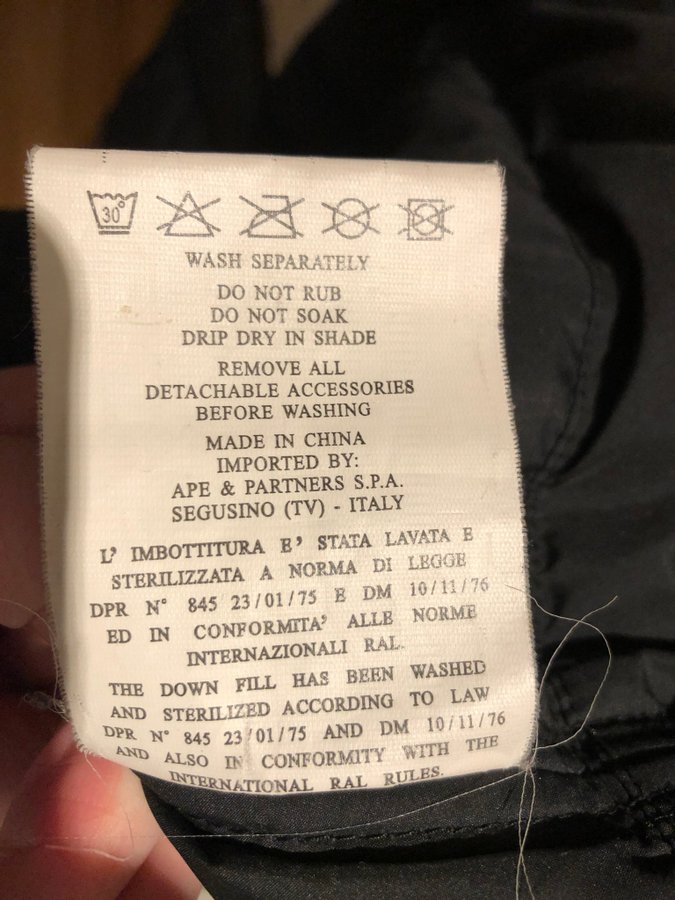 30°
WASH SEPARATELY
DO NOT RUB
DO NOT SOAK
DRIP DRY IN SHADE
REMOVE ALL
DETACHABLE ACCESSORIES
BEFORE WASHING
MADE IN CHINA
IMPORTED BY:
APE & PARTNERS S.P.A.
SEGUSINO (TV) - ITALY
L' IMBOTTITURA E' STATA LAVATA E
STERILIZZATA A NORMA DI LEGGE
DPR N° 845 23/01/75 E DM 10/11/76
ED IN CONFORMITA' ALLE NORME
INTERNAZIONALI RAL.
THE DOWN FILL HAS BEEN WASHED
AND STERILIZED ACCORDING TO LAW
DPR N° 845 23/01/75 AND DM 10/11/76
AND ALSO IN CONFORMITY WITH THE
INTERNATIONAL RAL RULES.